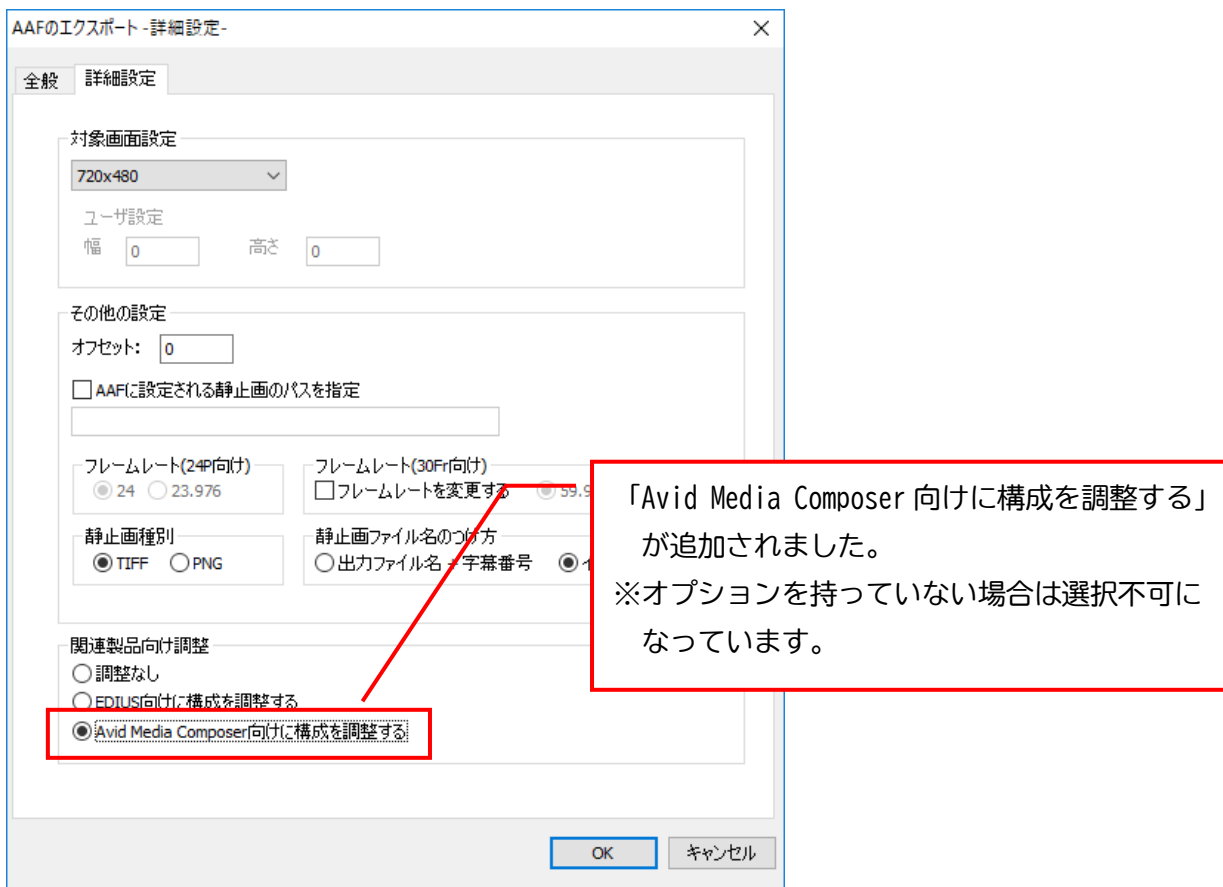 AAFのエクスポート -詳細設定-
全般 詳細設定
対象画面設定
720x480
ユーザ設定
幅 0 高さ 0
その他の設定
オフセット: 0
AAFに設定される静止画のパスを指定
フレームレート(24P向け) フレームレート(30Fr向け)
24 23.976 フレームレートを変更する 59.9
静止画種別 静止画ファイル名のつけ方
TIFF PNG 出力ファイル名 + 字幕番号
「Avid Media Composer 向けに構成を調整する」
が追加されました。
※オプションを持っていない場合は選択不可に
なっています。
関連製品向け調整
調整なし
EDIUS向けに構成を調整する
Avid Media Composer向けに構成を調整する
OK キャンセル